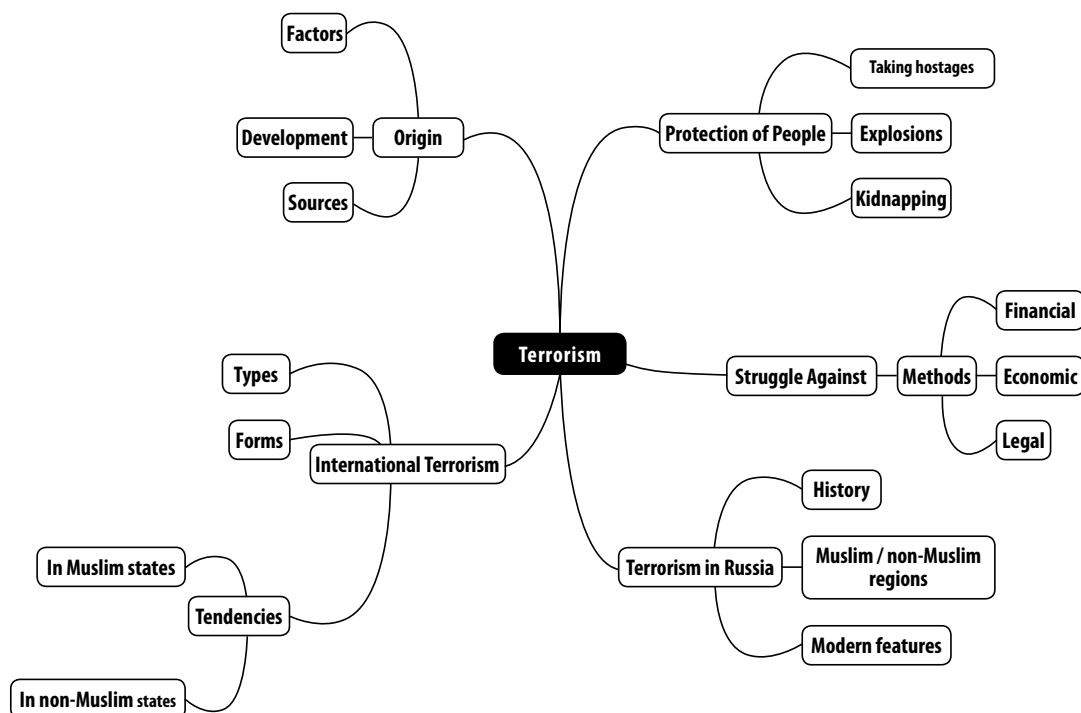 Factors
Taking hostages
Development
Origin
Protection of People
Explosions
Sources
Kidnapping
Financial
Terrorism
Types
Struggle Against
Methods
Economic
Forms
International Terrorism
Legal
History
In Muslim states
Terrorism in Russia
Muslim / non-Muslim
regions
Tendencies
Modern features
In non-Muslim states